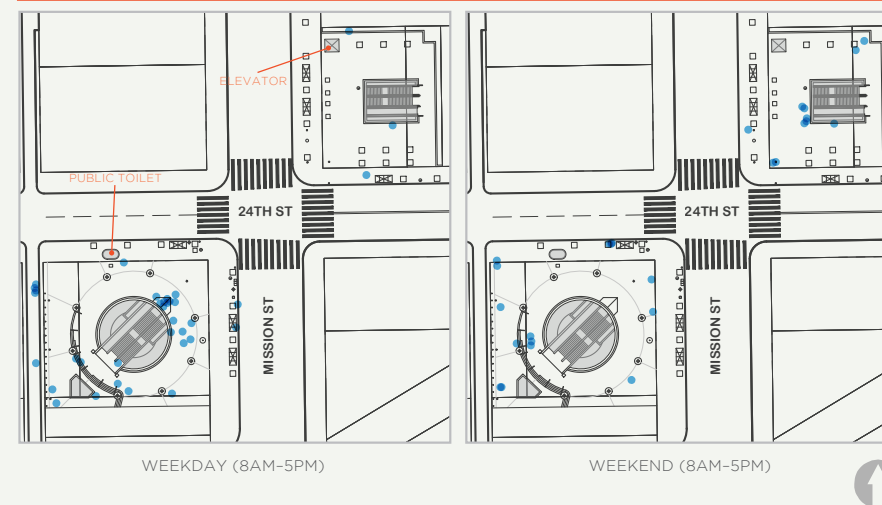 ELEVATOR
PUBLIC TOILET
24TH ST
MISSION ST
24TH ST
MISSION ST
WEEKDAY (8AM–5PM)
WEEKEND (8AM–5PM)